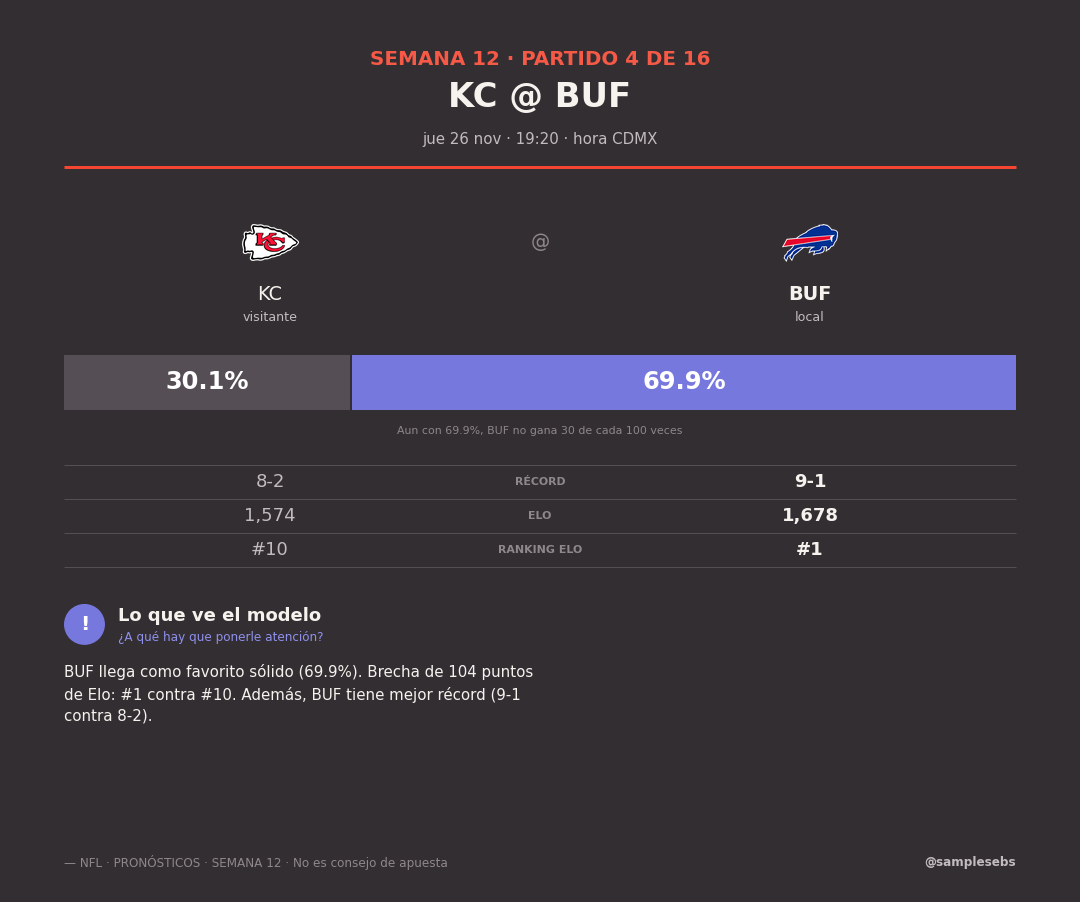 SEMANA 12 · PARTIDO 4 DE 16
KC @ BUF
jue 26 nov · 19:20 · hora CDMX
KC
@
KC
BUF
visitante
local
30.1%
69.9%
Aun con 69.9%, BUF no gana 30 de cada 100 veces
8-2 RÉCORD 9-1
1,574 ELO 1,678
#10 RANKING ELO #1
!
Lo que ve el modelo
¿A qué hay que ponerle atención?
BUF llega como favorito sólido (69.9%). Brecha de 104 puntos
de Elo: #1 contra #10. Además, BUF tiene mejor récord (9-1
contra 8-2).
— NFL · PRONÓSTICOS · SEMANA 12 · No es consejo de apuesta
@samplesebs